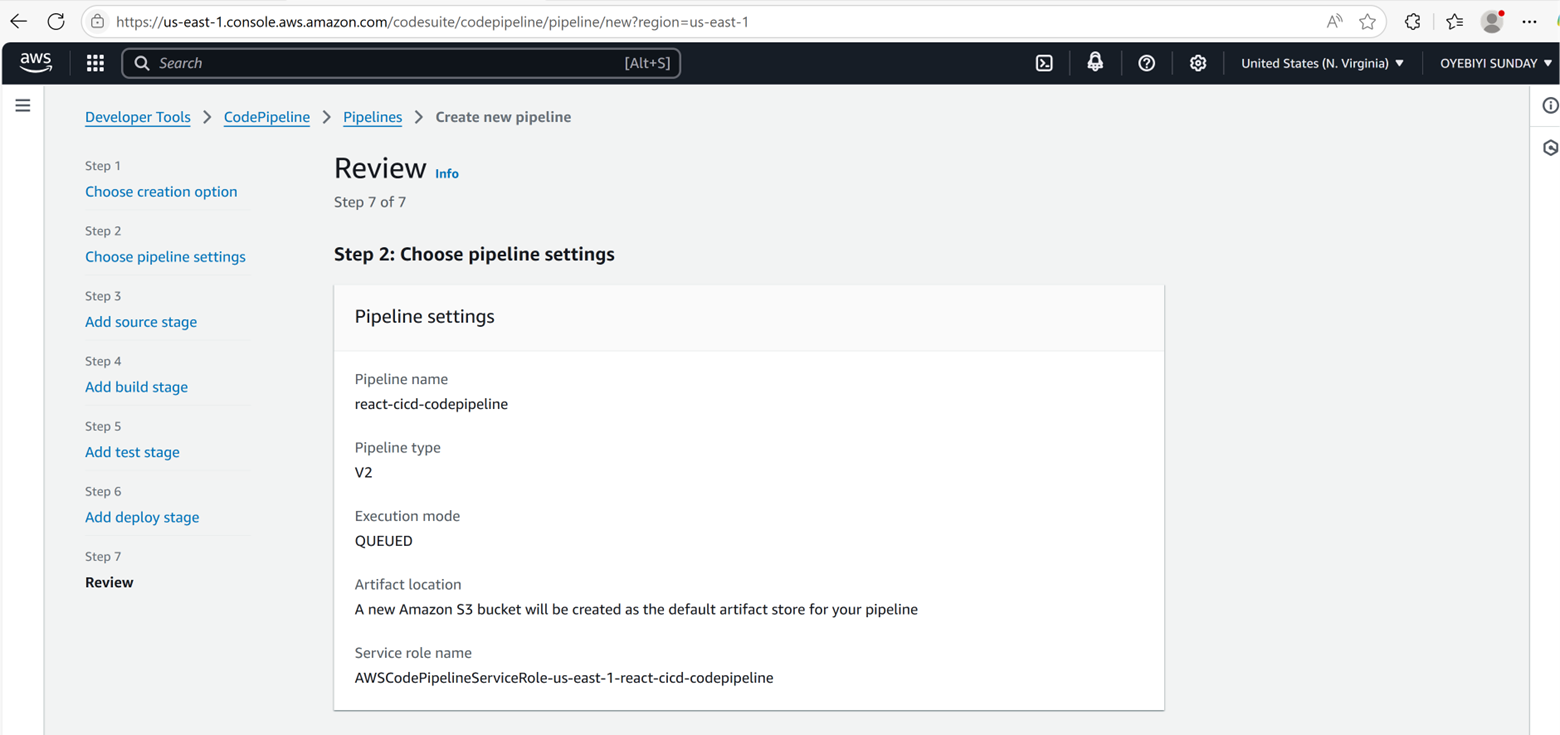 https://us-east-1.console.aws.amazon.com/codesuite/codepipeline/pipeline/new?region=us-east-1
aws
Search
[Alt+S]
United States (N. Virginia)
OYEBIYI SUNDAY
Developer Tools > CodePipeline > Pipelines > Create new pipeline
Step 1
Choose creation option
Step 2
Choose pipeline settings
Step 3
Add source stage
Step 4
Add build stage
Step 5
Add test stage
Step 6
Add deploy stage
Step 7
Review
Review Info
Step 7 of 7
Step 2: Choose pipeline settings
Pipeline settings
Pipeline name
react-cicd-codepipeline
Pipeline type
V2
Execution mode
QUEUED
Artifact location
A new Amazon S3 bucket will be created as the default artifact store for your pipeline
Service role name
AWSCodePipelineServiceRole-us-east-1-react-cicd-codepipeline